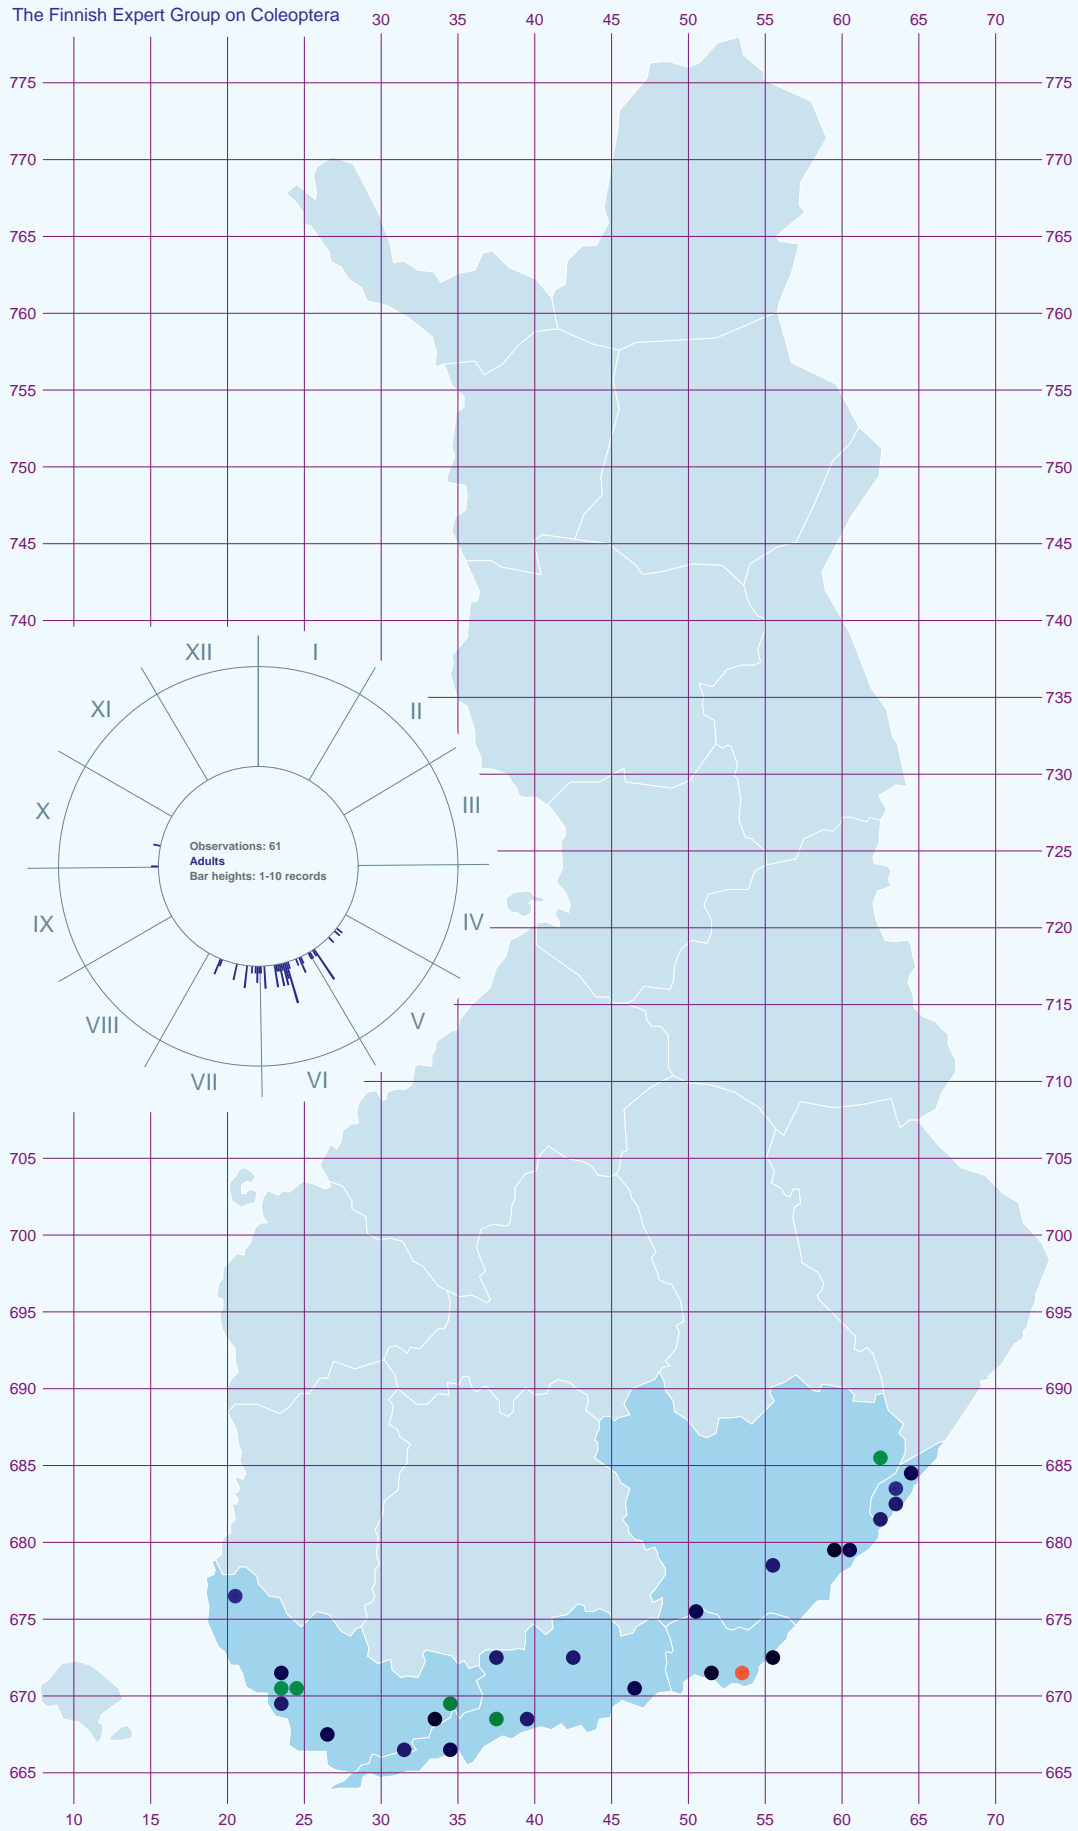 The Finnish Expert Group on Coleoptera 30 35 40 45 50 55 60 65 70
775 775
770 770
765 765
760 760
755 755
750 750
745 745
740 740
XII I
XI II 735
730
X III
Observations: 61
Adults
Bar heights: 1-10 records
725
IX IV 720
VIII V 715
VII VI 710
705 705
700 700
695 695
690 690
685 685
680 680
675 675
670 670
665 665
10 15 20 25 30 35 40 45 50 55 60 65 70